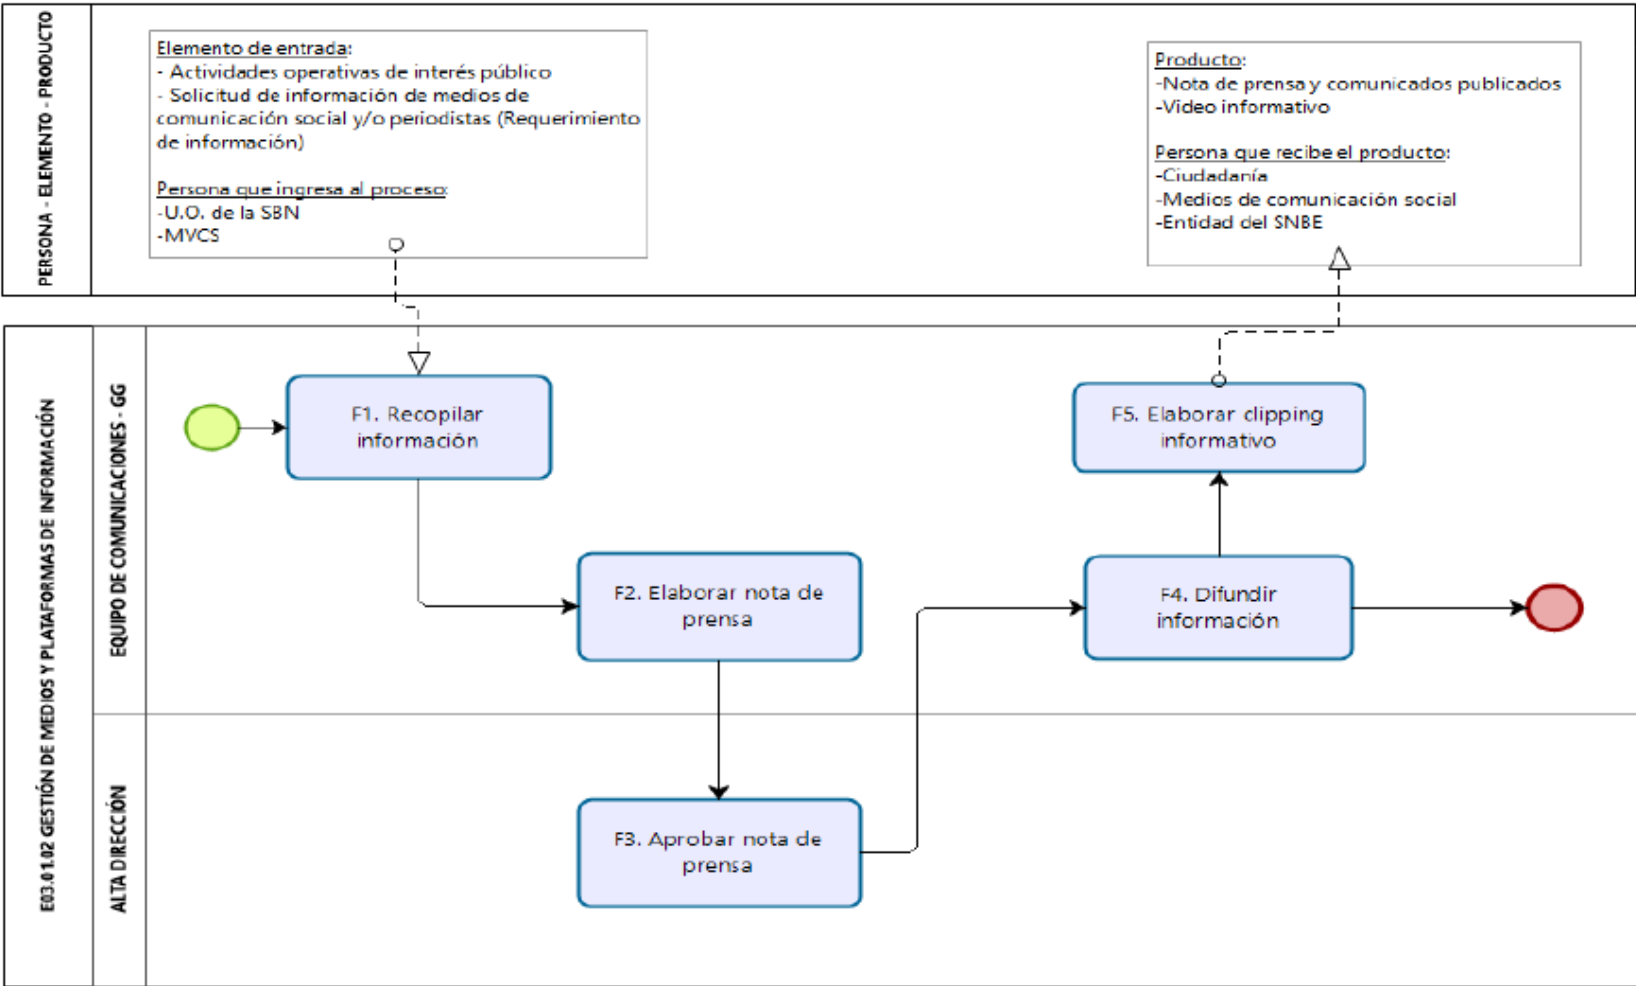 PERSONA - ELEMENTO - PRODUCTO
Elemento de entrada:
- Actividades operativas de interés público
- Solicitud de información de medios de
comunicación social y/o periodistas (Requerimiento
de información)
Persona que ingresa al proceso:
-U.O. de la SBN
-MVCS
Producto:
-Nota de prensa y comunicados publicados
-Video informativo
Persona que recibe el producto:
-Ciudadanía
-Medios de comunicación social
-Entidad del SNBE
E03.01.02 GESTIÓN DE MEDIOS Y PLATAFORMAS DE INFORMACIÓN
EQUIPO DE COMUNICACIONES - GG
F1. Recopilar
información
F2. Elaborar nota de
prensa
F5. Elaborar clipping
informativo
F4. Difundir
información
ALTA DIRECCIÓN
F3. Aprobar nota de
prensa